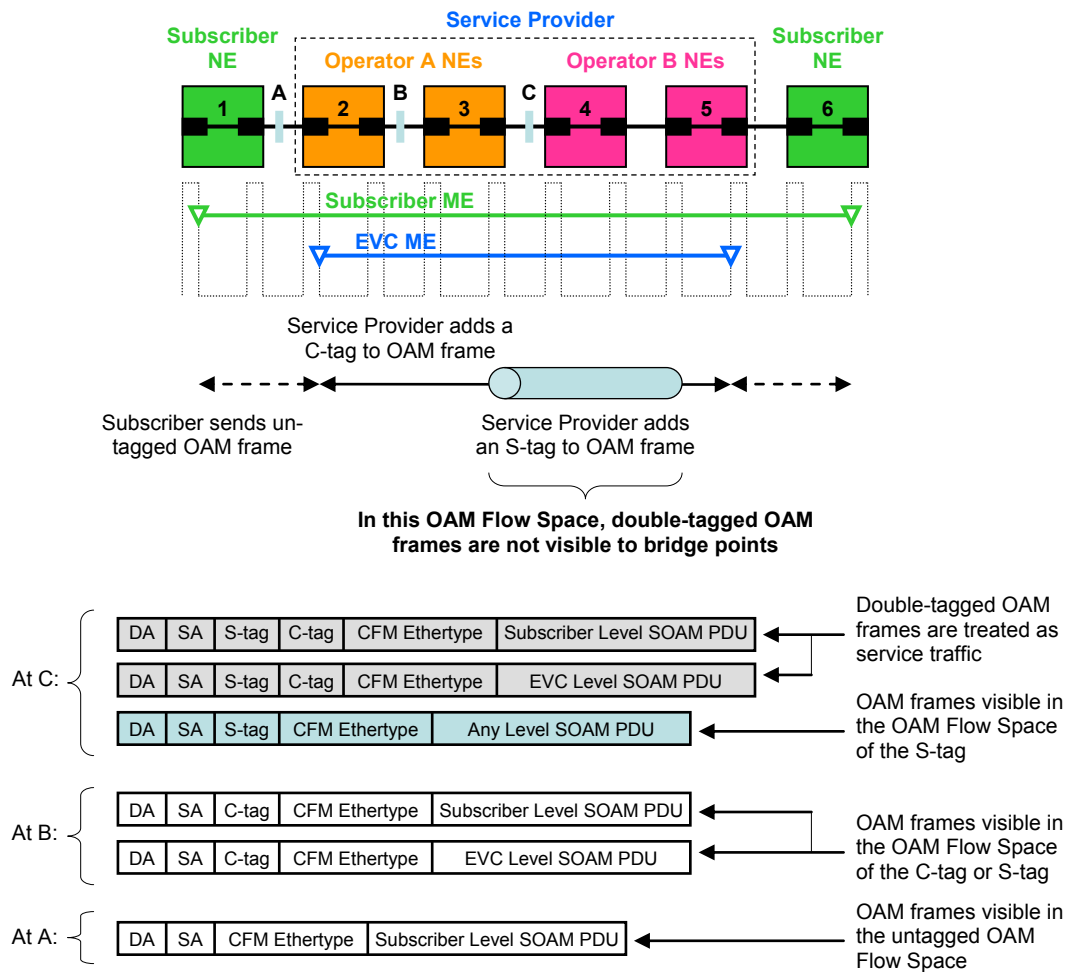 Service Provider
Subscriber
NE
Operator A NEs
Operator B NEs
Subscriber
NE
A
B
C
1
2
3
4
5
6
Subscriber ME
EVC ME
Service Provider adds a
C-tag to OAM frame
Subscriber sends un-
tagged OAM frame
Service Provider adds
an S-tag to OAM frame
In this OAM Flow Space, double-tagged OAM
frames are not visible to bridge points
At C:
DA SA S-tag C-tag CFM Ethertype Subscriber Level SOAM PDU
DA SA S-tag C-tag CFM Ethertype EVC Level SOAM PDU
DA SA S-tag CFM Ethertype Any Level SOAM PDU
Double-tagged OAM
frames are treated as
service traffic
OAM frames visible in
the OAM Flow Space
of the S-tag
At B:
DA SA C-tag CFM Ethertype Subscriber Level SOAM PDU
DA SA C-tag CFM Ethertype EVC Level SOAM PDU
OAM frames visible in
the OAM Flow Space
of the C-tag or S-tag
At A:
DA SA CFM Ethertype Subscriber Level SOAM PDU
OAM frames visible in
the untagged OAM
Flow Space